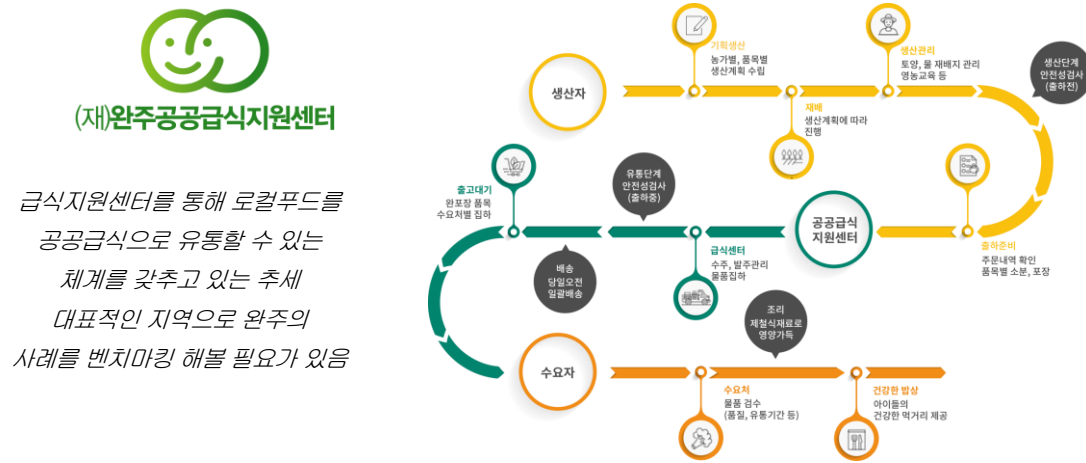 (재)완주공공급식지원센터
급식지원센터를 통해 로컬푸드를
공공급식으로 유통할 수 있는
체계를 갖추고 있는 추세
대표적인 지역으로 완주의
사례를 벤치마킹 해볼 필요가 있음
생산자
기획생산
농가별, 품목별
생산계획 수립
재배
생산계획에 따라
진행
생산관리
토양, 물 재배지 관리
영농교육 등
생산단계
안전성검사
(출하전)
출하준비
주문내역 확인
품목별 소분, 포장
공공급식
지원센터
급식센터
수주, 발주관리
물품집하
유통단계
안전성검사
(출하중)
배송
당일오전
일괄배송
출고대기
완포장 품목
수요처별 집하
수요자
수요처
물품 검수
(품질, 유통기간 등)
조리
제철식재료로
영양가득
건강한 밥상
아이들의
건강한 먹거리 제공